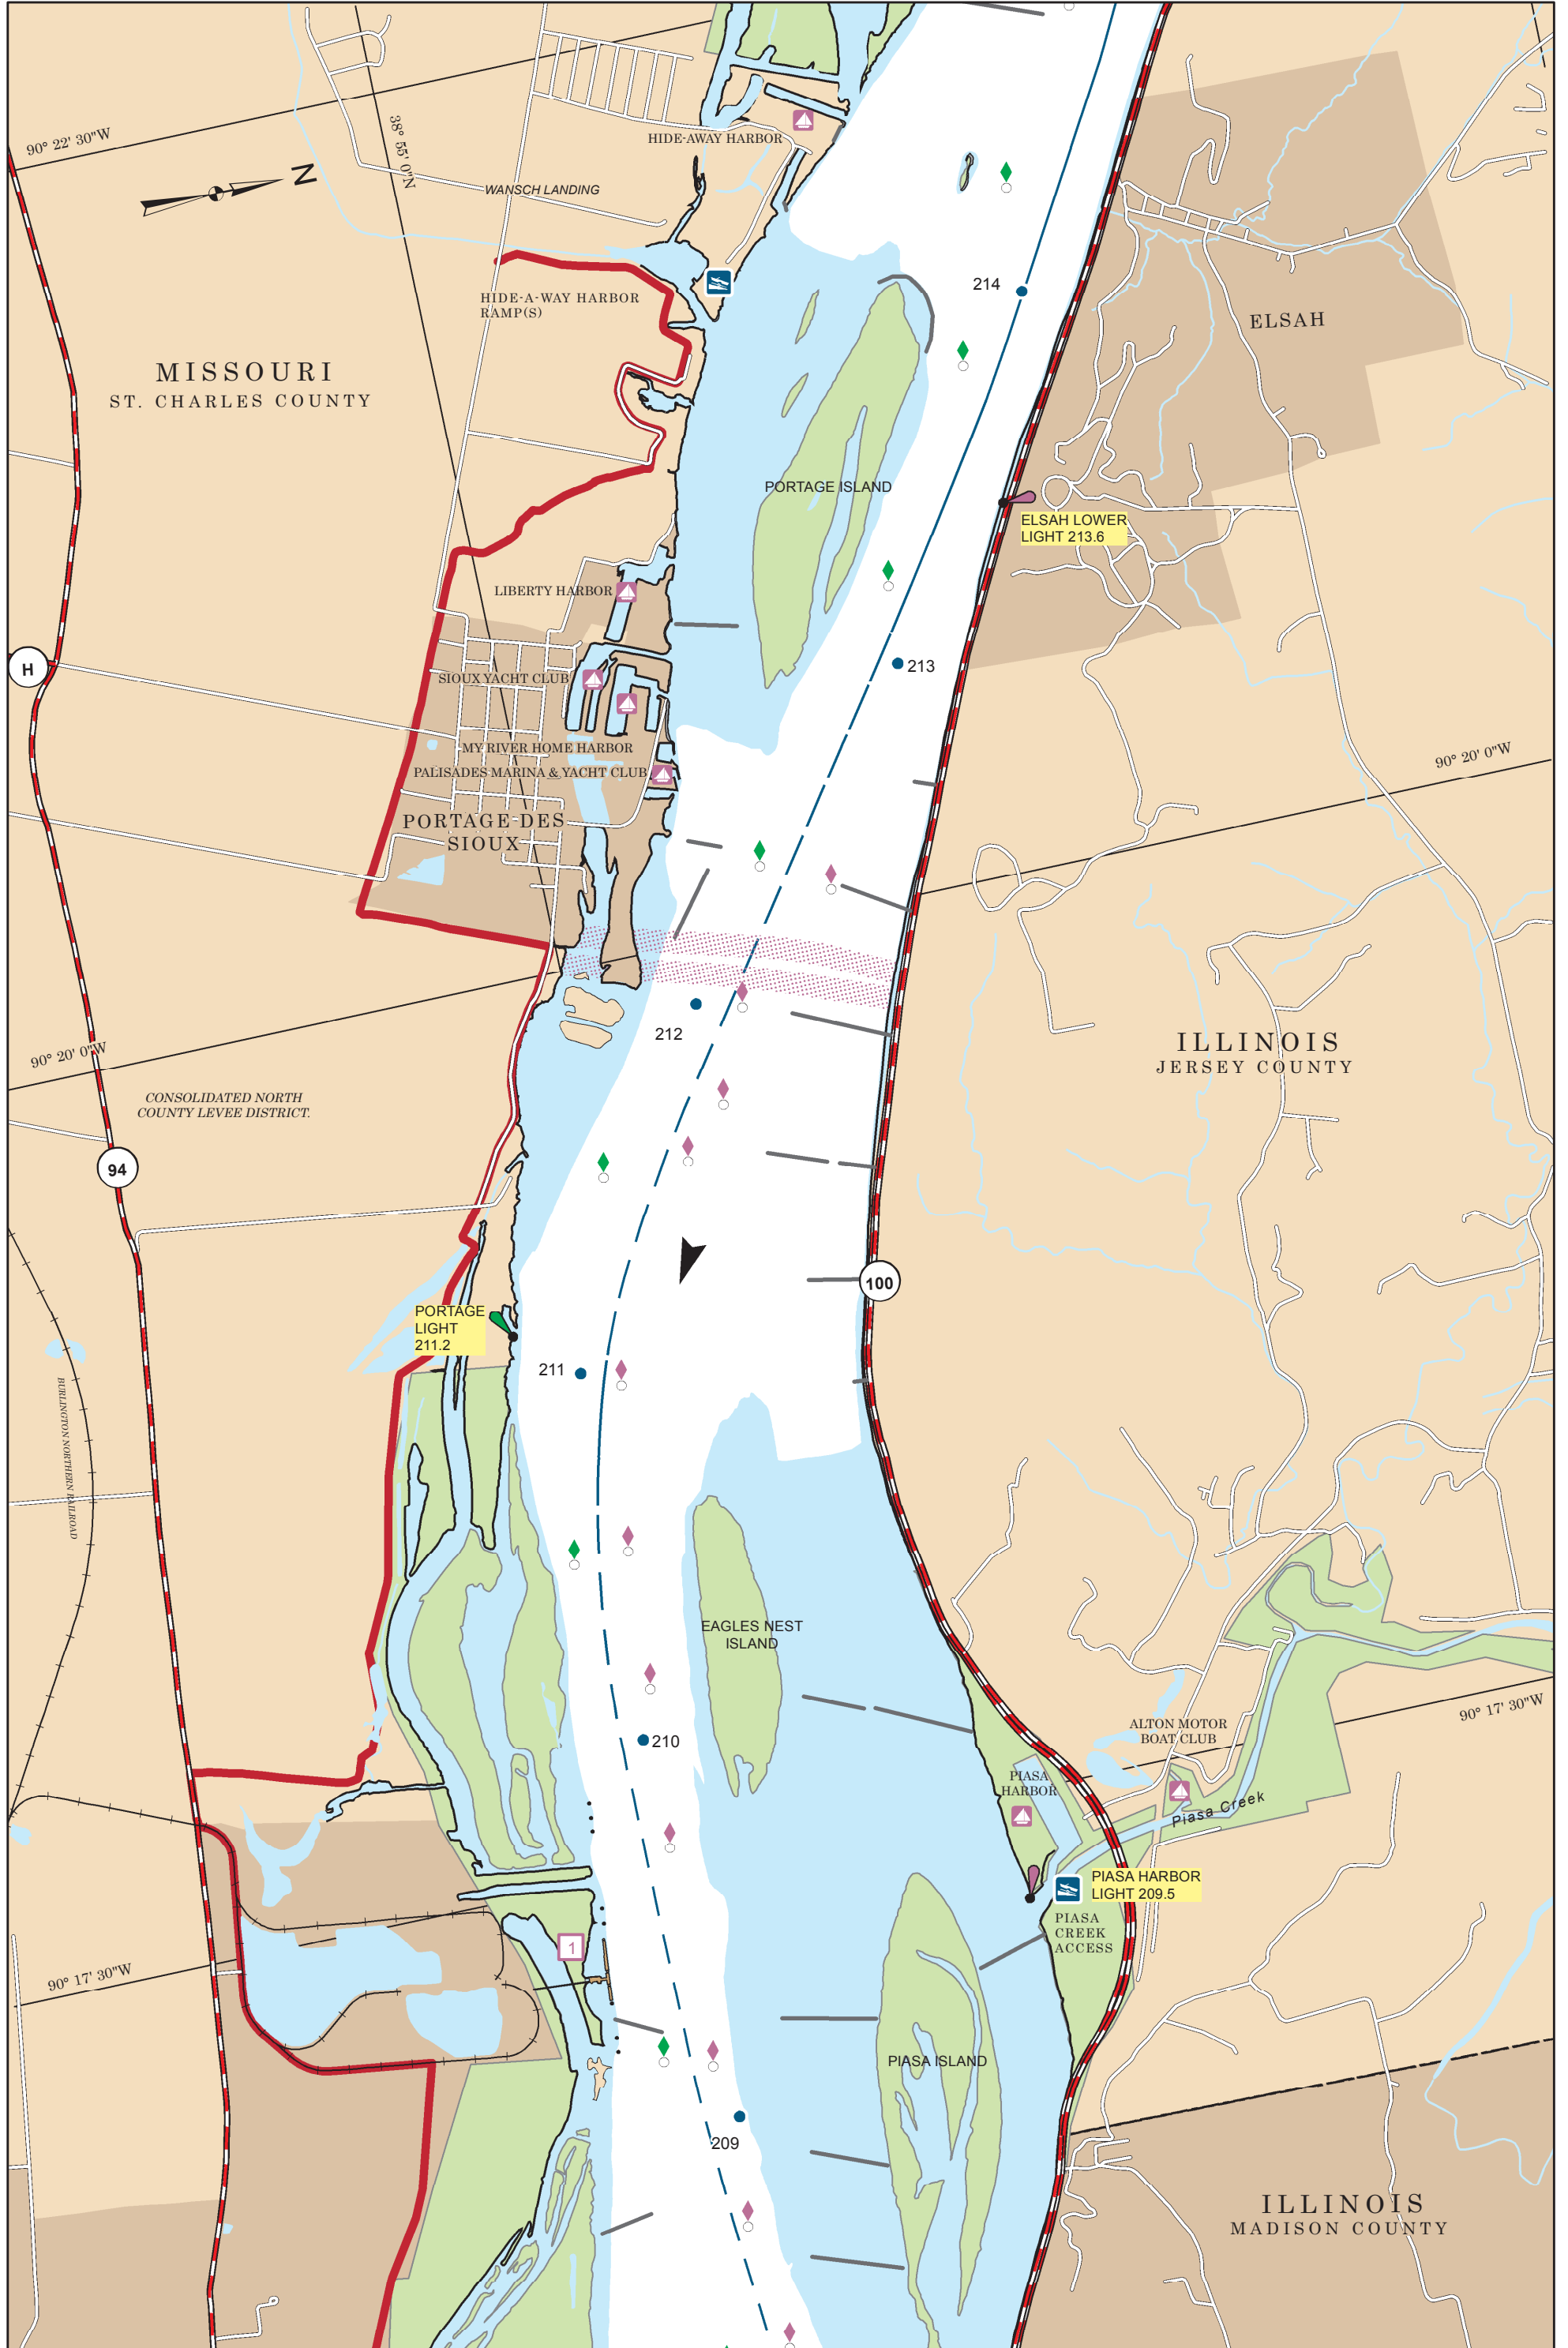 90° 22' 30"W
38° 55' 0"N
N
HIDE-AWAY HARBOR
WANSCH LANDING
HIDE-A-WAY HARBOR
RAMP(S)
214
ELSAH
MISSOURI
ST. CHARLES COUNTY
PORTAGE ISLAND
ELSAH LOWER
LIGHT 213.6
LIBERTY HARBOR
H
213
SIOUX YACHT CLUB
MY RIVER HOME HARBOR
PALISADES MARINA & YACHT CLUB
90° 20' 0"W
PORTAGE DES
SIOUX
212
90° 20' 0"W
ILLINOIS
JERSEY COUNTY
CONSOLIDATED NORTH
COUNTY LEVEE DISTRICT.
94
100
PORTAGE
LIGHT
211.2
211
BURLINGTON NORTHERN RAILROAD
EAGLES NEST
ISLAND
90° 17' 30"W
210
ALTON MOTOR
BOAT CLUB
PIASA
HARBOR
Piasa Creek
PIASA HARBOR
LIGHT 209.5
PIASA
CREEK
ACCESS
1
90° 17' 30"W
PIASA ISLAND
209
ILLINOIS
MADISON COUNTY